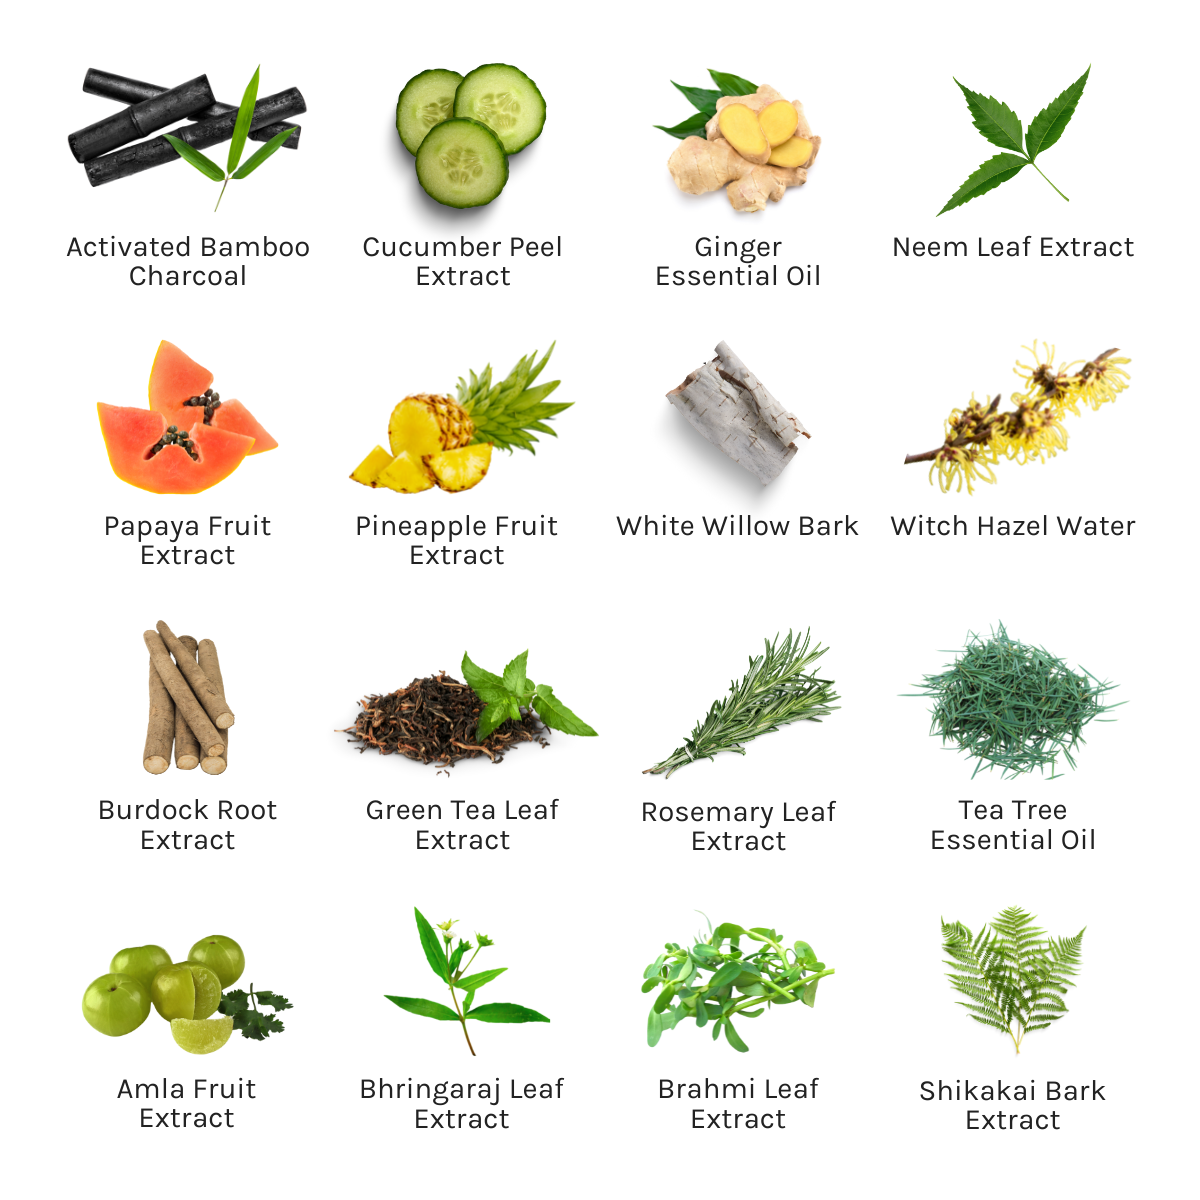 Activated Bamboo
Charcoal
Cucumber Peel
Extract
Ginger
Essential Oil
Neem Leaf Extract
Papaya Fruit
Extract
Pineapple Fruit
Extract
White Willow Bark
Witch Hazel Water
Burdock Root
Extract
Green Tea Leaf
Extract
Rosemary Leaf
Extract
Tea Tree
Essential Oil
Amla Fruit
Extract
Bhringaraj Leaf
Extract
Brahmi Leaf
Extract
Shikakai Bark
Extract